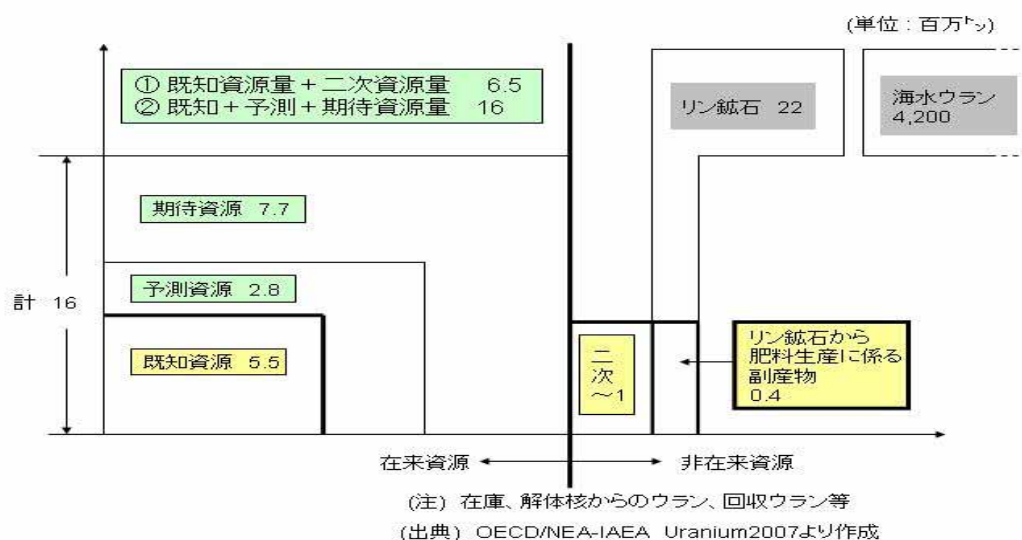 (単位：百万㌧)
① 既知資源量＋二次資源量 6.5
② 既知＋予測＋期待資源量 16
リン鉱石 22
海水ウラン
4,200
期待資源 7.7
予測資源 2.8
計 16
既知資源 5.5
二
次
～1
リン鉱石から
肥料生産に係る
副産物
0.4
在来資源
非在来資源
(注) 在庫、解体核からのウラン、回収ウラン等
(出典) OECD/NEA-IAEA Uranium2007より作成